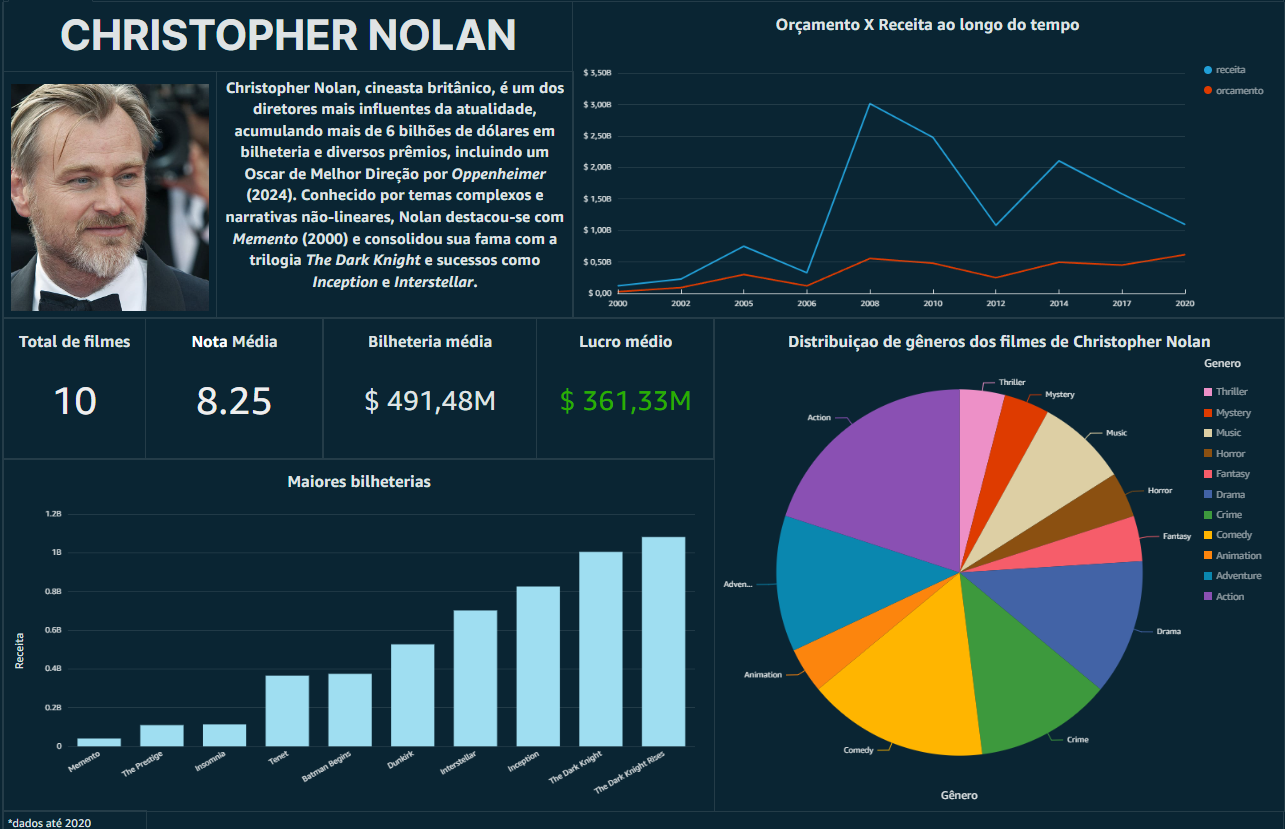 CHRISTOPHER NOLAN
Christopher Nolan, cineasta britânico, é um dos
diretores mais influentes da atualidade,
acumulando mais de 6 bilhões de dólares em
bilheteria e diversos prêmios, incluindo um
Oscar de Melhor Direção por Oppenheimer
(2024). Conhecido por temas complexos e
narrativas não-lineares, Nolan destacou-se com
Memento (2000) e consolidou sua fama com a
trilogia The Dark Knight e sucessos como
Inception e Interstellar.
Orçamento X Receita ao longo do tempo
$ 3,50B
$ 3,00B
$ 2,50B
$ 2,00B
$ 1,50B
$ 1,00B
$ 0,50B
$ 0,00
2000 2002 2005 2006 2008 2010 2012 2014 2017 2020
receita
orcamento
Total de filmes
10
Nota Média
8.25
Bilheteria média
$ 491,48M
Lucro médio
$ 361,33M
Maiores bilheterias
Receita
1.2B
1B
0.8B
0.6B
0.4B
0.2B
0
Memento
The Prestige
Insomnia
Tenet
Batman Begins
Dunkirk
Interstellar
Inception
The Dark Knight
The Dark Knight Rises
Distribuiçao de gêneros dos filmes de Christopher Nolan
Thriller
Mystery
Music
Horror
Fantasy
Drama
Crime
Comedy
Animation
Adven...
Action
Gênero
Genero
Thriller
Mystery
Music
Horror
Fantasy
Drama
Crime
Comedy
Animation
Adventure
Action
*dados até 2020